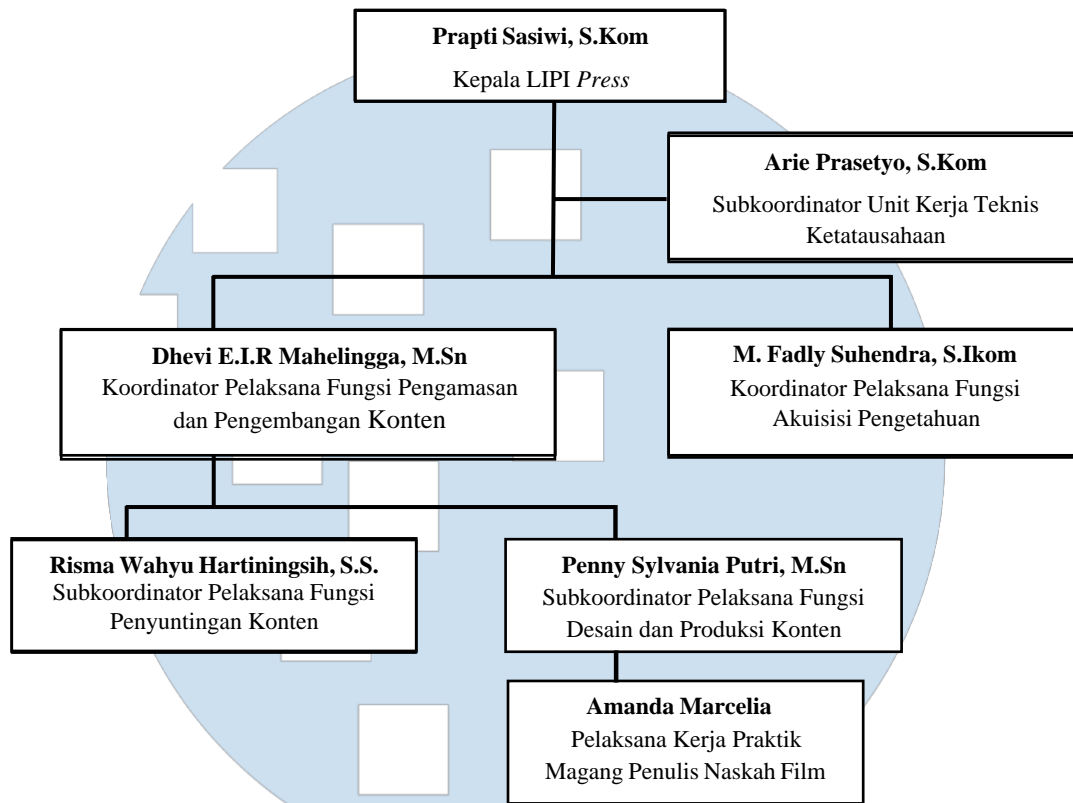 Prapti Sasiwi, S.Kom
Kepala LIPI Press
Arie Prasetyo, S.Kom
Subkoordinator Unit Kerja Teknis
Ketatausahaan
Dhevi E.I.R Mahelingga, M.Sn
Koordinator Pelaksana Fungsi Pengamasan
dan Pengembangan Konten
M. Fadly Suhendra, S.Ikom
Koordinator Pelaksana Fungsi
Akuisisi Pengetahuan
Risma Wahyu Hartiningsih, S.S.
Subkoordinator Pelaksana Fungsi
Penyuntingan Konten
Penny Sylvania Putri, M.Sn
Subkoordinator Pelaksana Fungsi
Desain dan Produksi Konten
Amanda Marcelia
Pelaksana Kerja Praktik
Magang Penulis Naskah Film